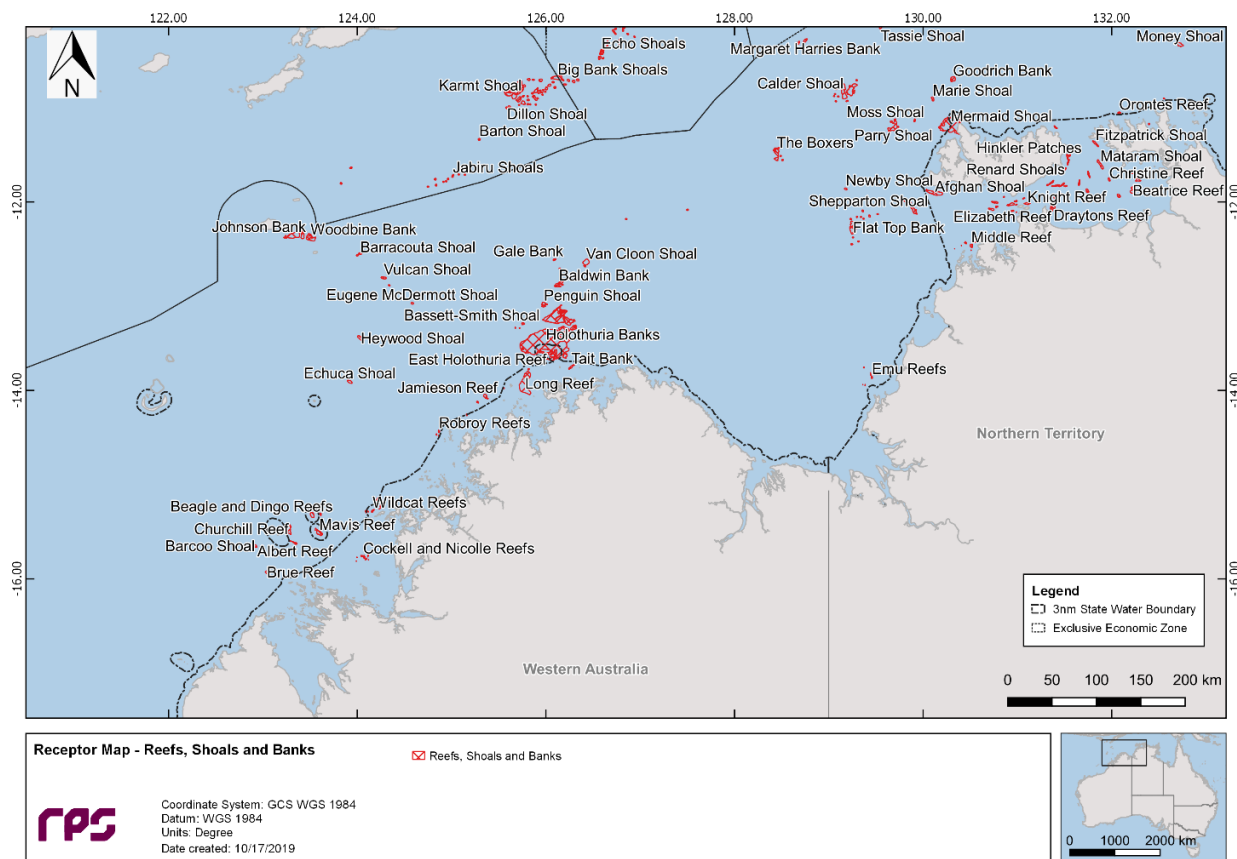 122.00 124.00 126.00 128.00 130.00 132.00
Echo Shoals
Tassie Shoal
Money Shoal
Margaret Harries Bank
N
Big Bank Shoals
Goodrich Bank
Karmt Shoal
Calder Shoal
Marie Shoal
Orontes Reef
Dillon Shoal
Moss Shoal
Mermaid Shoal
Barton Shoal
Parry Shoal
Fitzpatrick Shoal
The Boxers
Hinkler Patches
Mataram Shoal
Jabiru Shoals
Renard Shoals
Christine Reef
Newby Shoal
Afghan Shoal
Beatrice Reef
-12.00
Shepparton Shoal
Knight Reef
-12.00
Johnson Bank
Woodbine Bank
Flat Top Bank
Elizabeth Reef
Draytons Reef
Barracouta Shoal
Gale Bank
Van Cloon Shoal
Middle Reef
Vulcan Shoal
Baldwin Bank
Eugene McDermott Shoal
Penguin Shoal
Bassett-Smith Shoal
Heywood Shoal
Holothuria Banks
East Holothuria Reef
Tait Bank
Echuca Shoal
Emu Reefs
-14.00
Jamieson Reef
Long Reef
-14.00
Robroy Reefs
Northern Territory
Beagle and Dingo Reefs
Wildcat Reefs
Churchill Reef
Mavis Reef
Barcoo Shoal
Albert Reef
Cockell and Nicolle Reefs
Brue Reef
-16.00
-16.00
Legend
3nm State Water Boundary
Exclusive Economic Zone
Western Australia
0 50 100 150 200 km
Receptor Map - Reefs, Shoals and Banks
Reefs, Shoals and Banks
rps
Coordinate System: GCS WGS 1984
Datum: WGS 1984
Units: Degree
Date created: 10/17/2019
0 1000 2000 km